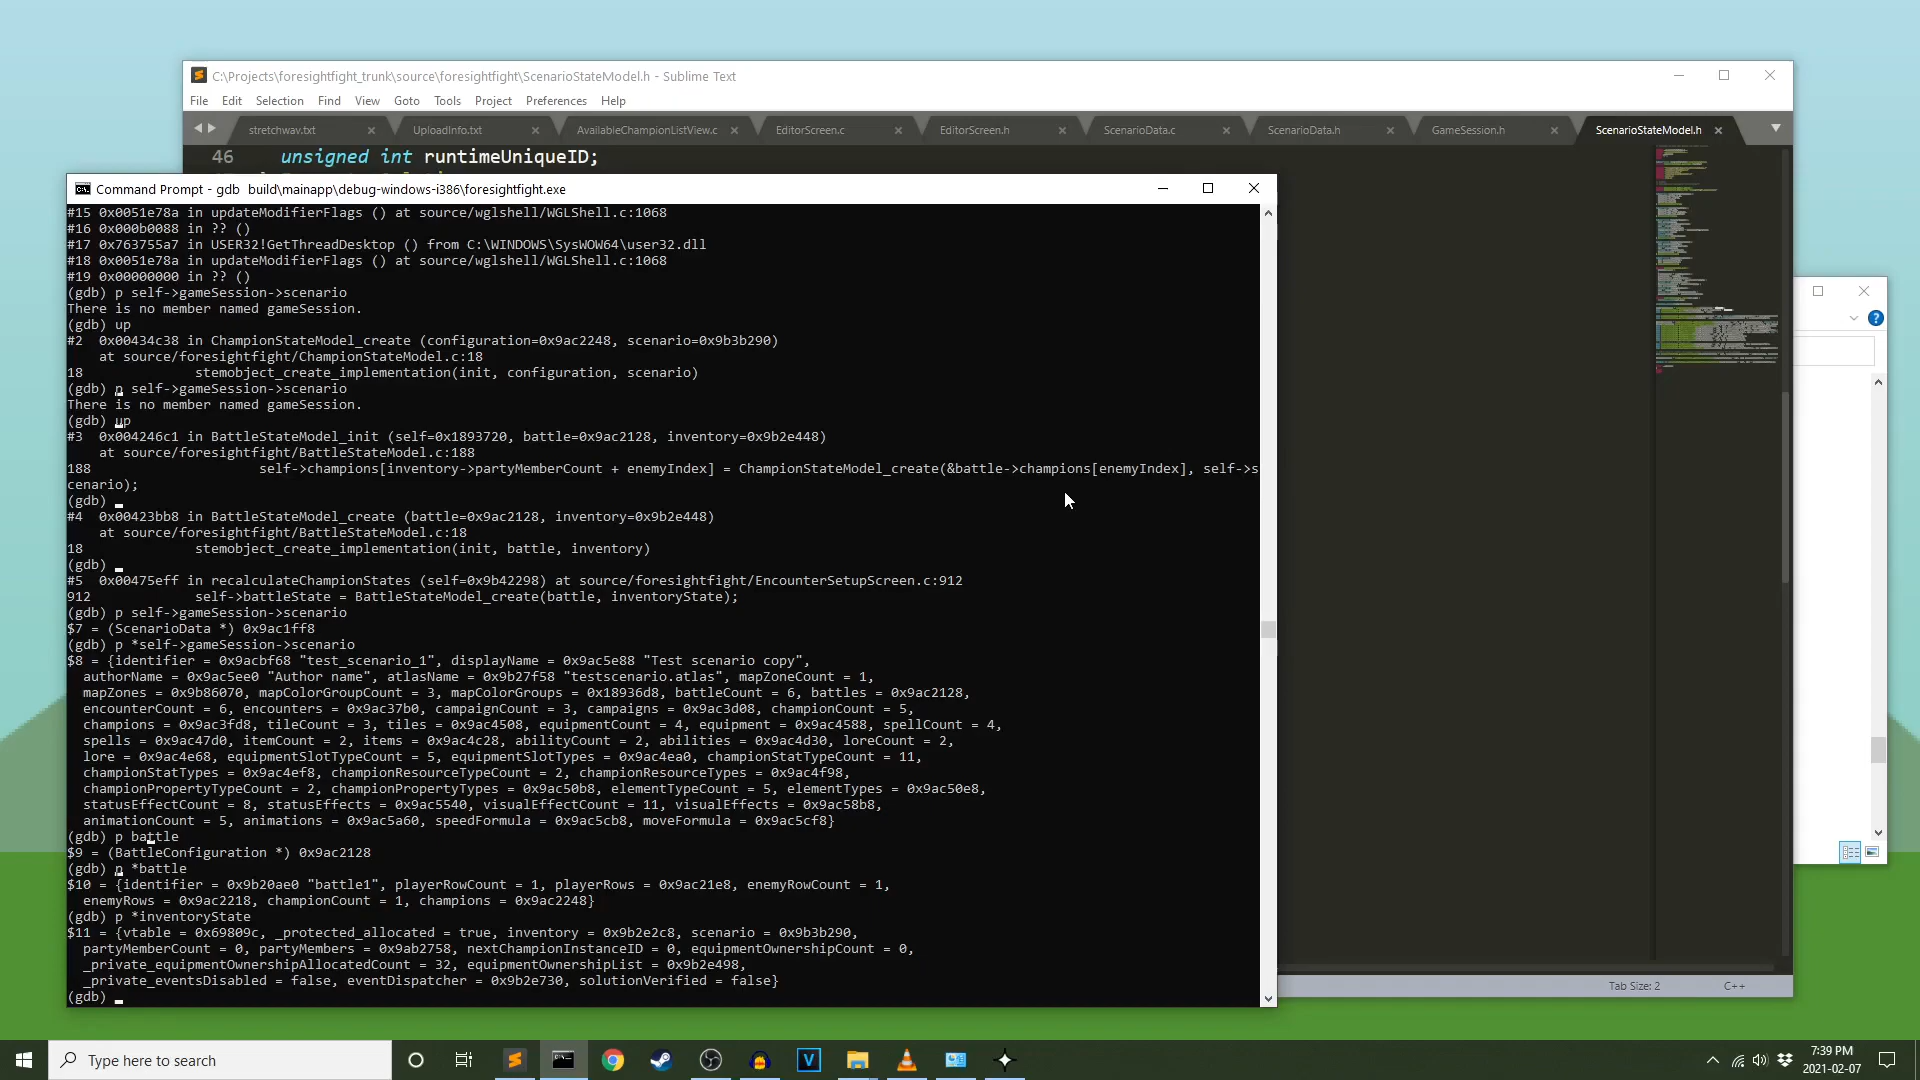 C:\Projects\foresightfight_trunk\source\foresightfight\ScenarioStateModel.h - Sublime Text
File Edit Selection Find View Goto Tools Project Preferences Help
stretchwav.txt UploadInfo.txt AvailableChampionListView.c EditorScreen.c EditorScreen.h ScenarioData.c ScenarioData.h GameSession.h ScenarioStateModel.h
46 unsigned int runtimeUniqueID;
Command Prompt - gdb build\mainapp\debug-windows-i386\foresightfight.exe
#15 0x0051e78a in updateModifierFlags () at source/wglshell/WGLShell.c:1068
#16 0x000b0088 in ?? ()
#17 0x763755a7 in USER32!GetThreadDesktop () from C:\WINDOWS\SysWOW64\user32.dll
#18 0x0051e78a in updateModifierFlags () at source/wglshell/WGLShell.c:1068
#19 0x00000000 in ?? ()
(gdb) p self->gameSession->scenario
There is no member named gameSession.
(gdb) up
#2  0x00434c38 in ChampionStateModel_create (configuration=0x9ac2248, scenario=0x9b3b290)
    at source/foresightfight/ChampionStateModel.c:18
18              stemobject_create_implementation(init, configuration, scenario)
(gdb) p self->gameSession->scenario
There is no member named gameSession.
(gdb) up
#3  0x004246c1 in BattleStateModel_init (self=0x1893720, battle=0x9ac2128, inventory=0x9b2e448)
    at source/foresightfight/BattleStateModel.c:188
188                     self->champions[inventory->partyMemberCount + enemyIndex] = ChampionStateModel_create(&battle->champions[enemyIndex], self->s
cenario);
(gdb)
#4  0x00423bb8 in BattleStateModel_create (battle=0x9ac2128, inventory=0x9b2e448)
    at source/foresightfight/BattleStateModel.c:18
18              stemobject_create_implementation(init, battle, inventory)
(gdb)
#5  0x00475eff in recalculateChampionStates (self=0x9b42298) at source/foresightfight/EncounterSetupScreen.c:912
912             self->battleState = BattleStateModel_create(battle, inventoryState);
(gdb) p self->gameSession->scenario
$7 = (ScenarioData *) 0x9ac1ff8
(gdb) p *self->gameSession->scenario
$8 = {identifier = 0x9acbf68 "test_scenario_1", displayName = 0x9ac5e88 "Test scenario copy",
  authorName = 0x9ac5ee0 "Author name", atlasName = 0x9b27f58 "testscenario.atlas", mapZoneCount = 1,
  mapZones = 0x9b86070, mapColorGroupCount = 3, mapColorGroups = 0x18936d8, battleCount = 6, battles = 0x9ac2128,
  encounterCount = 6, encounters = 0x9ac37b0, campaignCount = 3, campaigns = 0x9ac3d08, championCount = 5,
  champions = 0x9ac3fd8, tileCount = 3, tiles = 0x9ac4508, equipmentCount = 4, equipment = 0x9ac4588, spellCount = 4,
  spells = 0x9ac47d0, itemCount = 2, items = 0x9ac4c28, abilityCount = 2, abilities = 0x9ac4d30, loreCount = 2,
  lore = 0x9ac4e68, equipmentSlotTypeCount = 5, equipmentSlotTypes = 0x9ac4ea0, championStatTypeCount = 11,
  championStatTypes = 0x9ac4ef8, championResourceTypeCount = 2, championResourceTypes = 0x9ac4f98,
  championPropertyTypeCount = 2, championPropertyTypes = 0x9ac50b8, elementTypeCount = 5, elementTypes = 0x9ac50e8,
  statusEffectCount = 8, statusEffects = 0x9ac5540, visualEffectCount = 11, visualEffects = 0x9ac58b8,
  animationCount = 5, animations = 0x9ac5a60, speedFormula = 0x9ac5cb8, moveFormula = 0x9ac5cf8}
(gdb) p battle
$9 = (BattleConfiguration *) 0x9ac2128
(gdb) p *battle
$10 = {identifier = 0x9b20ae0 "battle1", playerRowCount = 1, playerRows = 0x9ac21e8, enemyRowCount = 1,
  enemyRows = 0x9ac2218, championCount = 1, champions = 0x9ac2248}
(gdb) p *inventoryState
$11 = {vtable = 0x69809c, _protected_allocated = true, inventory = 0x9b2e2c8, scenario = 0x9b3b290,
  partyMemberCount = 0, partyMembers = 0x9ab2758, nextChampionInstanceID = 0, equipmentOwnershipCount = 0,
  _private_equipmentOwnershipAllocatedCount = 32, equipmentOwnershipList = 0x9b2e498,
  _private_eventsDisabled = false, eventDispatcher = 0x9b2e730, solutionVerified = false}
(gdb)
Tab Size: 2 C++
Type here to search
7:39 PM
2021-02-07